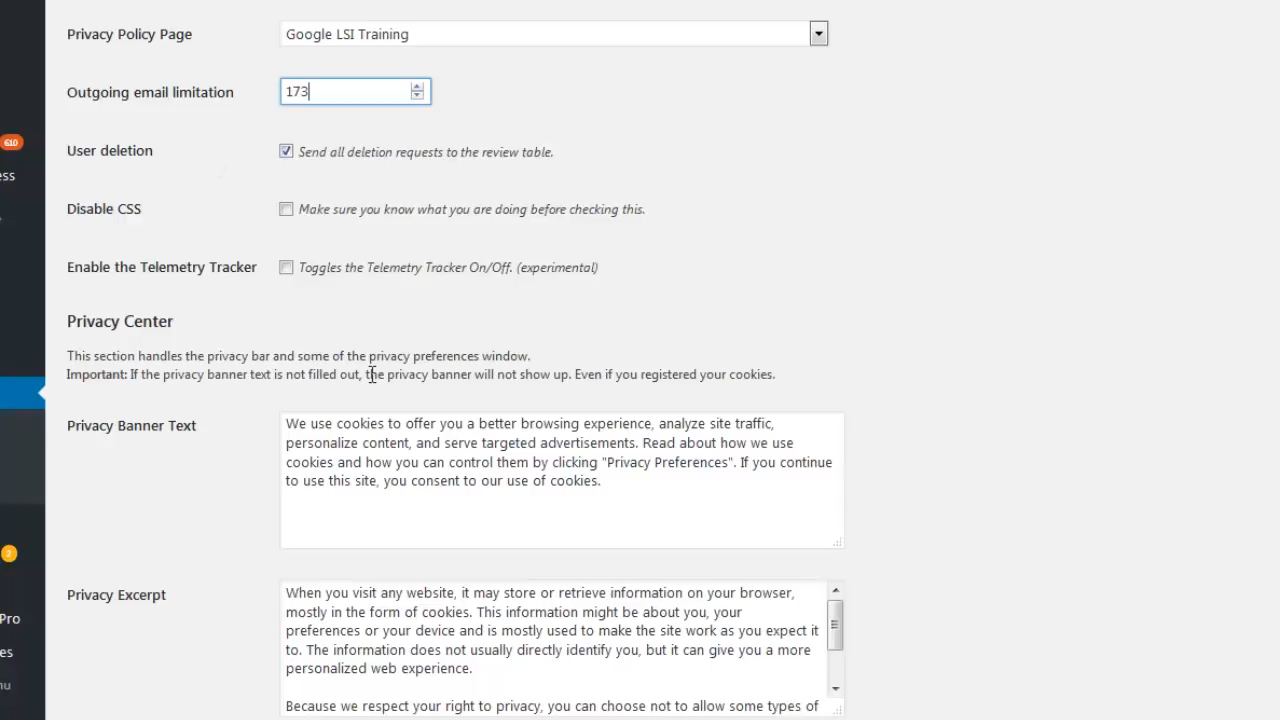 Privacy Policy Page
Google LSI Training
Outgoing email limitation
173
610
User deletion
Send all deletion requests to the review table.
ess
Disable CSS
Make sure you know what you are doing before checking this.
Enable the Telemetry Tracker
Toggles the Telemetry Tracker On/Off. (experimental)
Privacy Center
This section handles the privacy bar and some of the privacy preferences window.
Important: If the privacy banner text is not filled out, the privacy banner will not show up. Even if you registered your cookies.
Privacy Banner Text
We use cookies to offer you a better browsing experience, analyze site traffic,
personalize content, and serve targeted advertisements. Read about how we use
cookies and how you can control them by clicking "Privacy Preferences". If you continue
to use this site, you consent to our use of cookies.
2
Privacy Excerpt
When you visit any website, it may store or retrieve information on your browser,
mostly in the form of cookies. This information might be about you, your
preferences or your device and is mostly used to make the site work as you expect it
to. The information does not usually directly identify you, but it can give you a more
personalized web experience.
Because we respect your right to privacy, you can choose not to allow some types of
Pro
es
nu